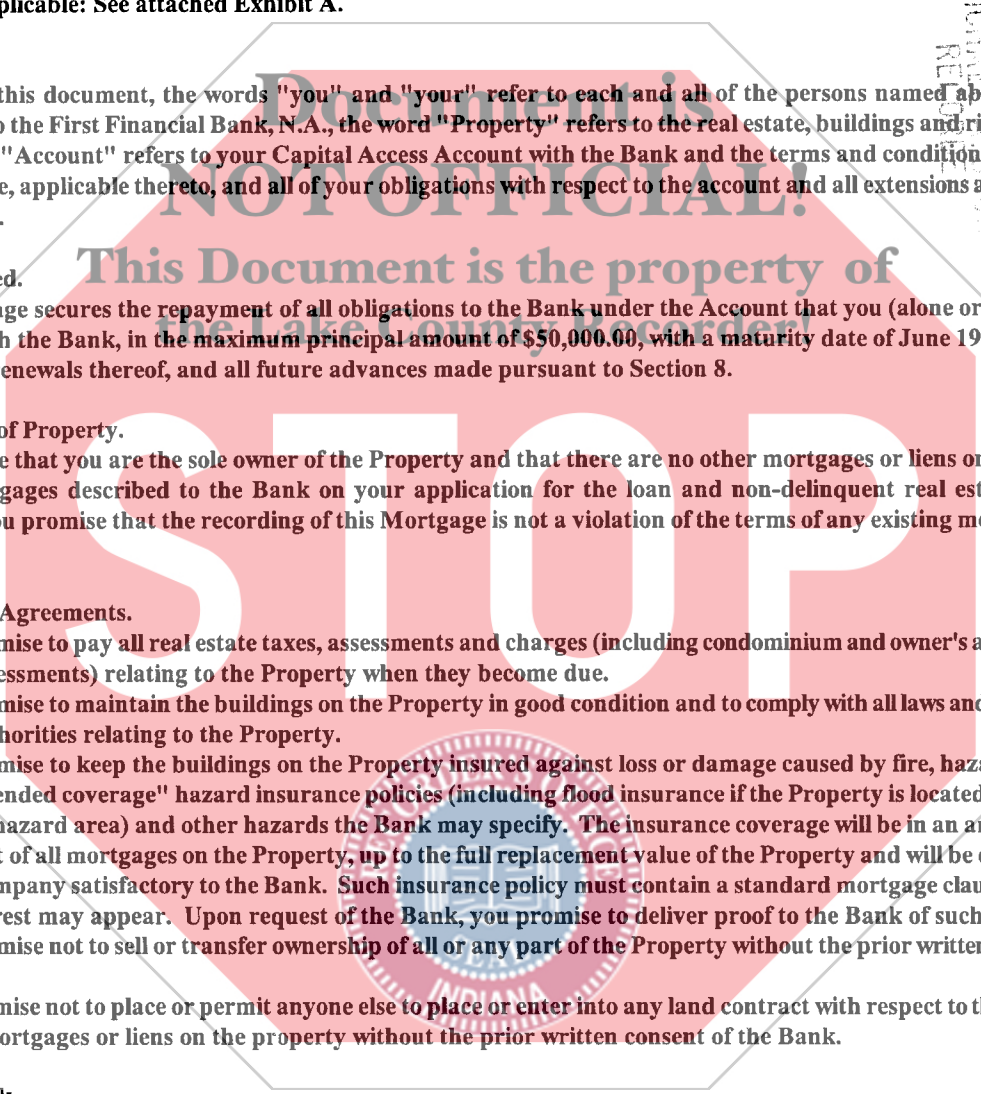 plicable: See attached Exhibit A.
this document, the words "you" and "your" refer to each and all of the persons named ab
o the First Financial Bank, N.A., the word "Property" refers to the real estate, buildings and ri
"Account" refers to your Capital Access Account with the Bank and the terms and condition
e, applicable thereto, and all of your obligations with respect to the account and all extensions a
Document is
NOT OFFICIAL!
This Document is the property of
the Lake County Recorder!
ed.
age secures the repayment of all obligations to the Bank under the Account that you (alone or
h the Bank, in the maximum principal amount of $50,000.00, with a maturity date of June 19
enewals thereof, and all future advances made pursuant to Section 8.
of Property.
e that you are the sole owner of the Property and that there are no other mortgages or liens on
gages described to the Bank on your application for the loan and non-delinquent real est
ou promise that the recording of this Mortgage is not a violation of the terms of any existing mo
STOP
Agreements.
mise to pay all real estate taxes, assessments and charges (including condominium and owner's a
essments) relating to the Property when they become due.
mise to maintain the buildings on the Property in good condition and to comply with all laws and
horities relating to the Property.
mise to keep the buildings on the Property insured against loss or damage caused by fire, haza
ended coverage" hazard insurance policies (including flood insurance if the Property is located
hazard area) and other hazards the Bank may specify. The insurance coverage will be in an a
t of all mortgages on the Property, up to the full replacement value of the Property and will be
mpany satisfactory to the Bank. Such insurance policy must contain a standard mortgage clau
rest may appear. Upon request of the Bank, you promise to deliver proof to the Bank of such
mise not to sell or transfer ownership of all or any part of the Property without the prior written
mise not to place or permit anyone else to place or enter into any land contract with respect to th
ortgages or liens on the property without the prior written consent of the Bank.
RECORDER'S OFFICE
SEAL
INDIANA